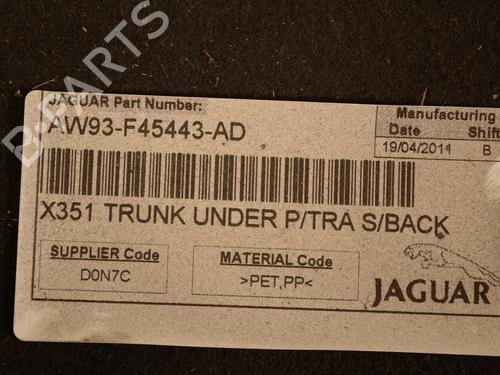 B-PARTS
JAGUAR Part Number:
AW93-F45443-AD
Manufacturing
Date Shift
19/04/2011 B
X351 TRUNK UNDER P/TRA S/BACK
SUPPLIER Code
D0N7C
MATERIAL Code
>PET,PP<
JAGUAR